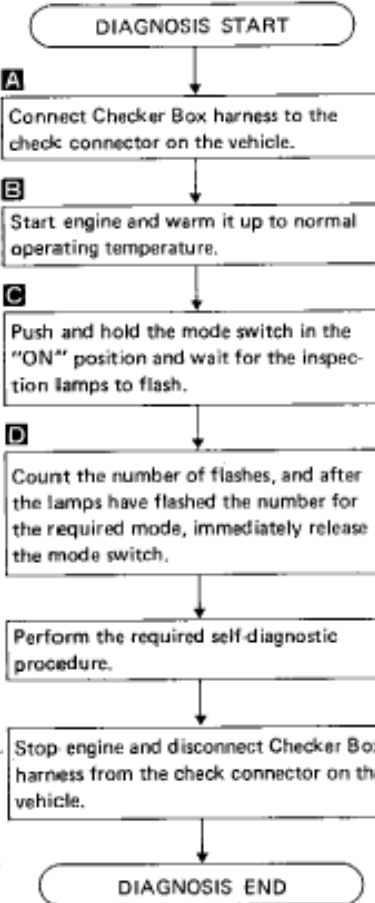 DIAGNOSIS START
A
Connect Checker Box harness to the
check connector on the vehicle.
B
Start engine and warm it up to normal
operating temperature.
C
Push and hold the mode switch in the
"ON" position and wait for the inspec-
tion lamps to flash.
D
Count the number of flashes, and after
the lamps have flashed the number for
the required mode, immediately release
the mode switch.
Perform the required self-diagnostic
procedure.
Stop engine and disconnect Checker Box
harness from the check connector on the
vehicle.
DIAGNOSIS END